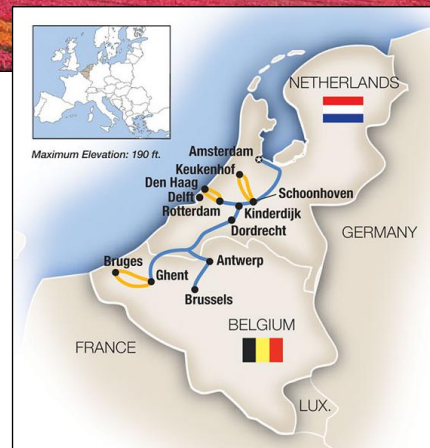 Maximum Elevation: 190 ft.
NETHERLANDS
Amsterdam
Keukenhof
Den Haag
Delft
Rotterdam
Schoonhoven
Kinderdijk
Dordrecht
GERMANY
Bruges
Ghent
Antwerp
Brussels
BELGIUM
FRANCE
LUX.